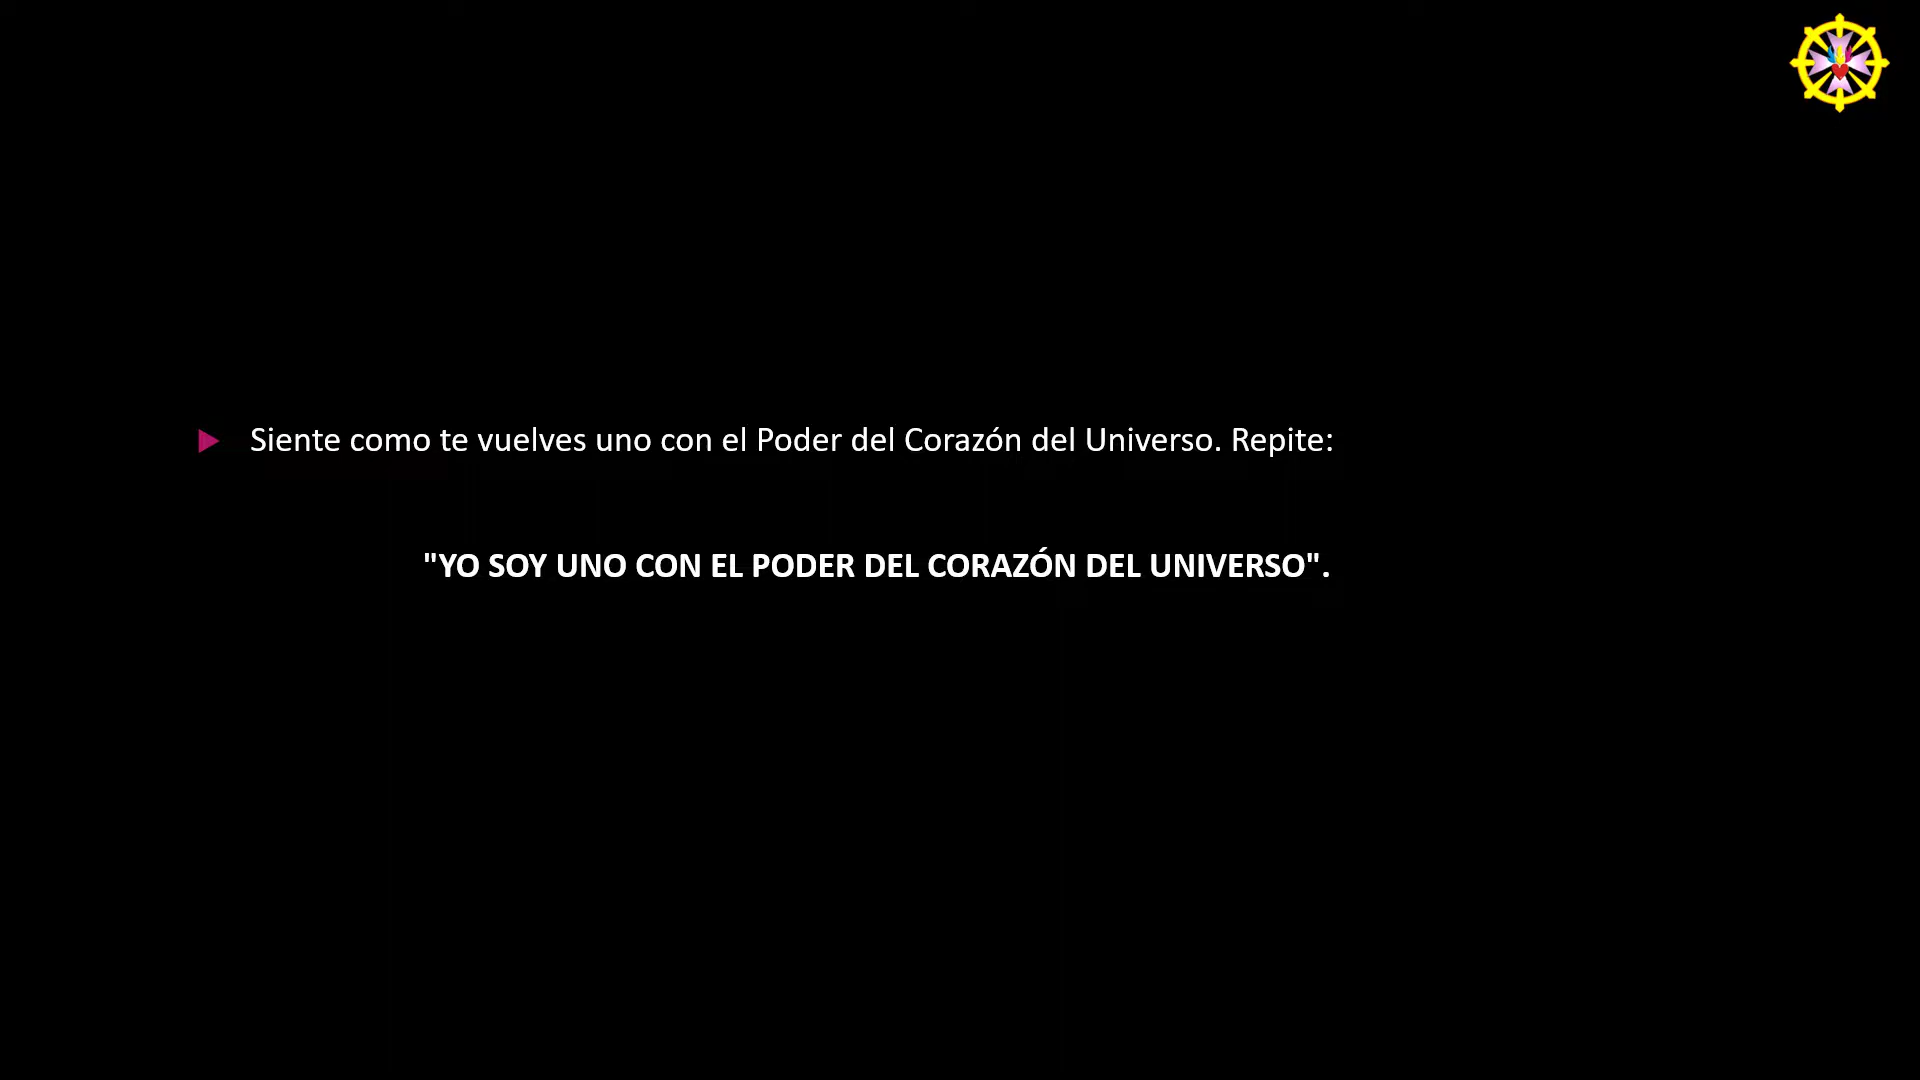 Siente como te vuelves uno con el Poder del Corazón del Universo. Repite:
"YO SOY UNO CON EL PODER DEL CORAZÓN DEL UNIVERSO".